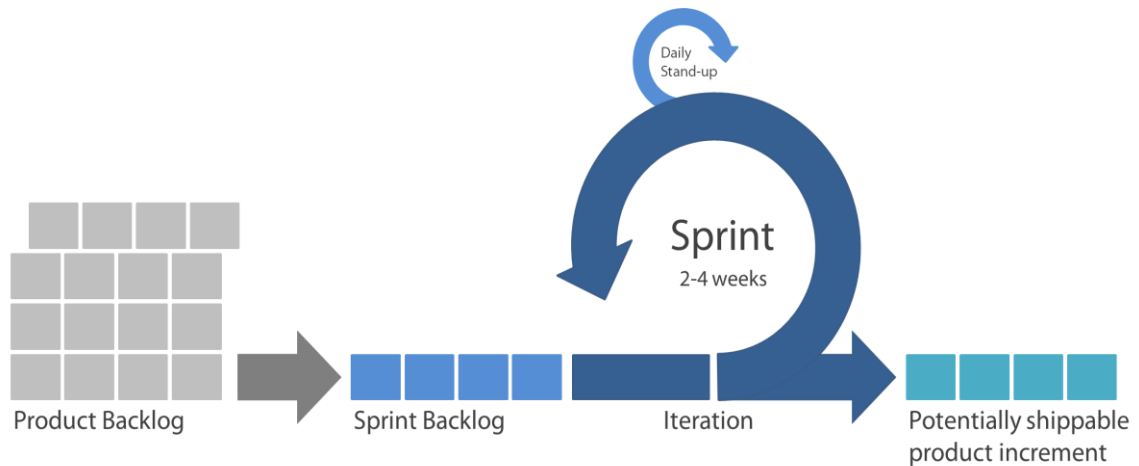 Daily
Stand-up
Sprint
2-4 weeks
Product Backlog
Sprint Backlog
Iteration
Potentially shippable
product increment